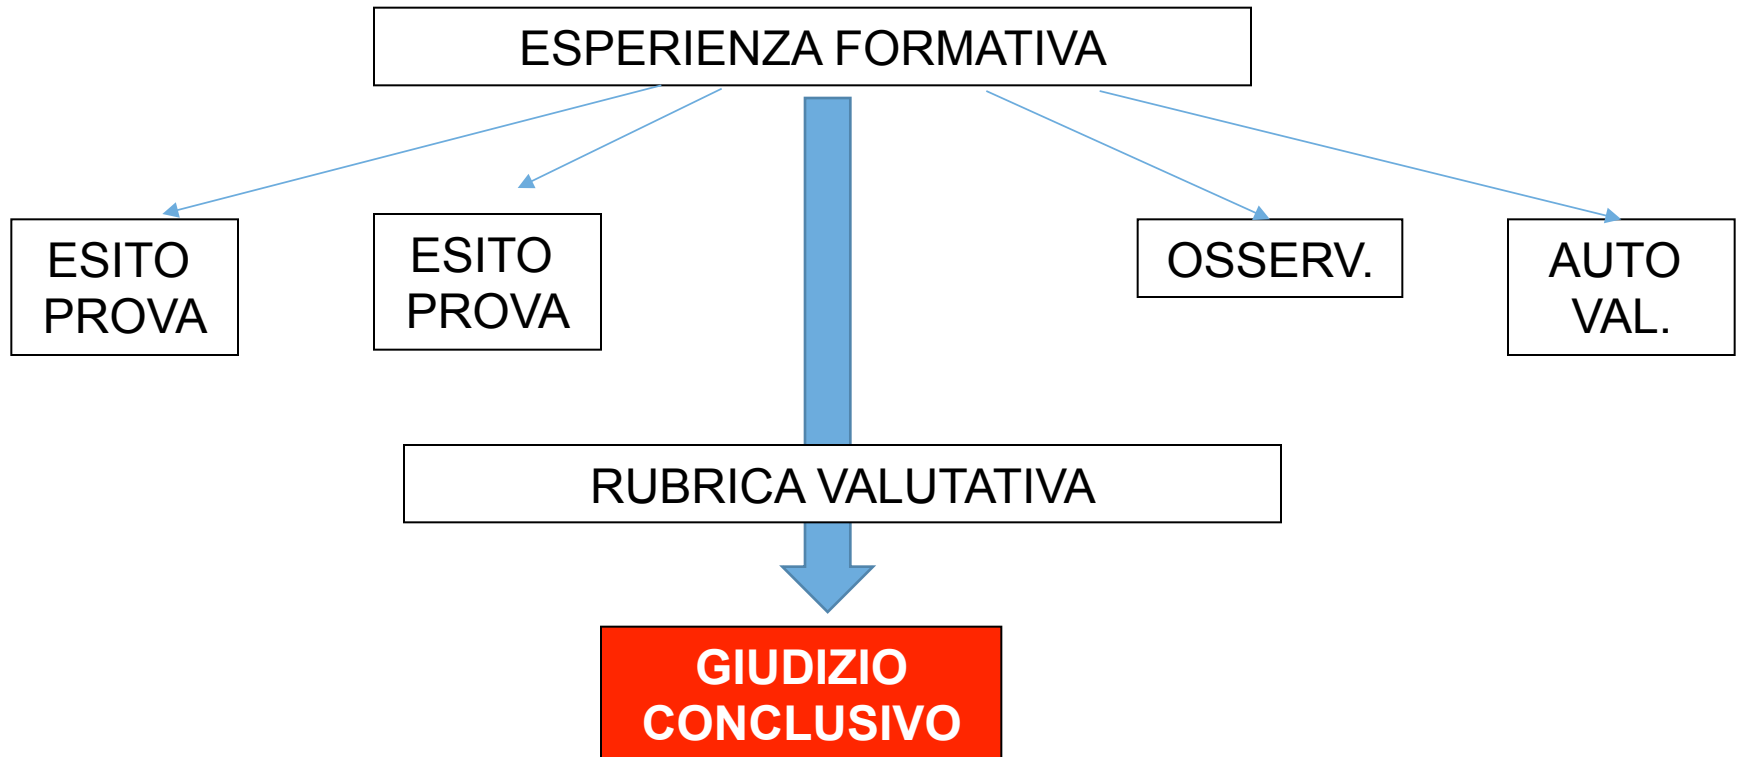 ESPERIENZA FORMATIVA
ESITO
PROVA
ESITO
PROVA
OSSERV.
AUTO
VAL.
RUBRICA VALUTATIVA
GIUDIZIO
CONCLUSIVO